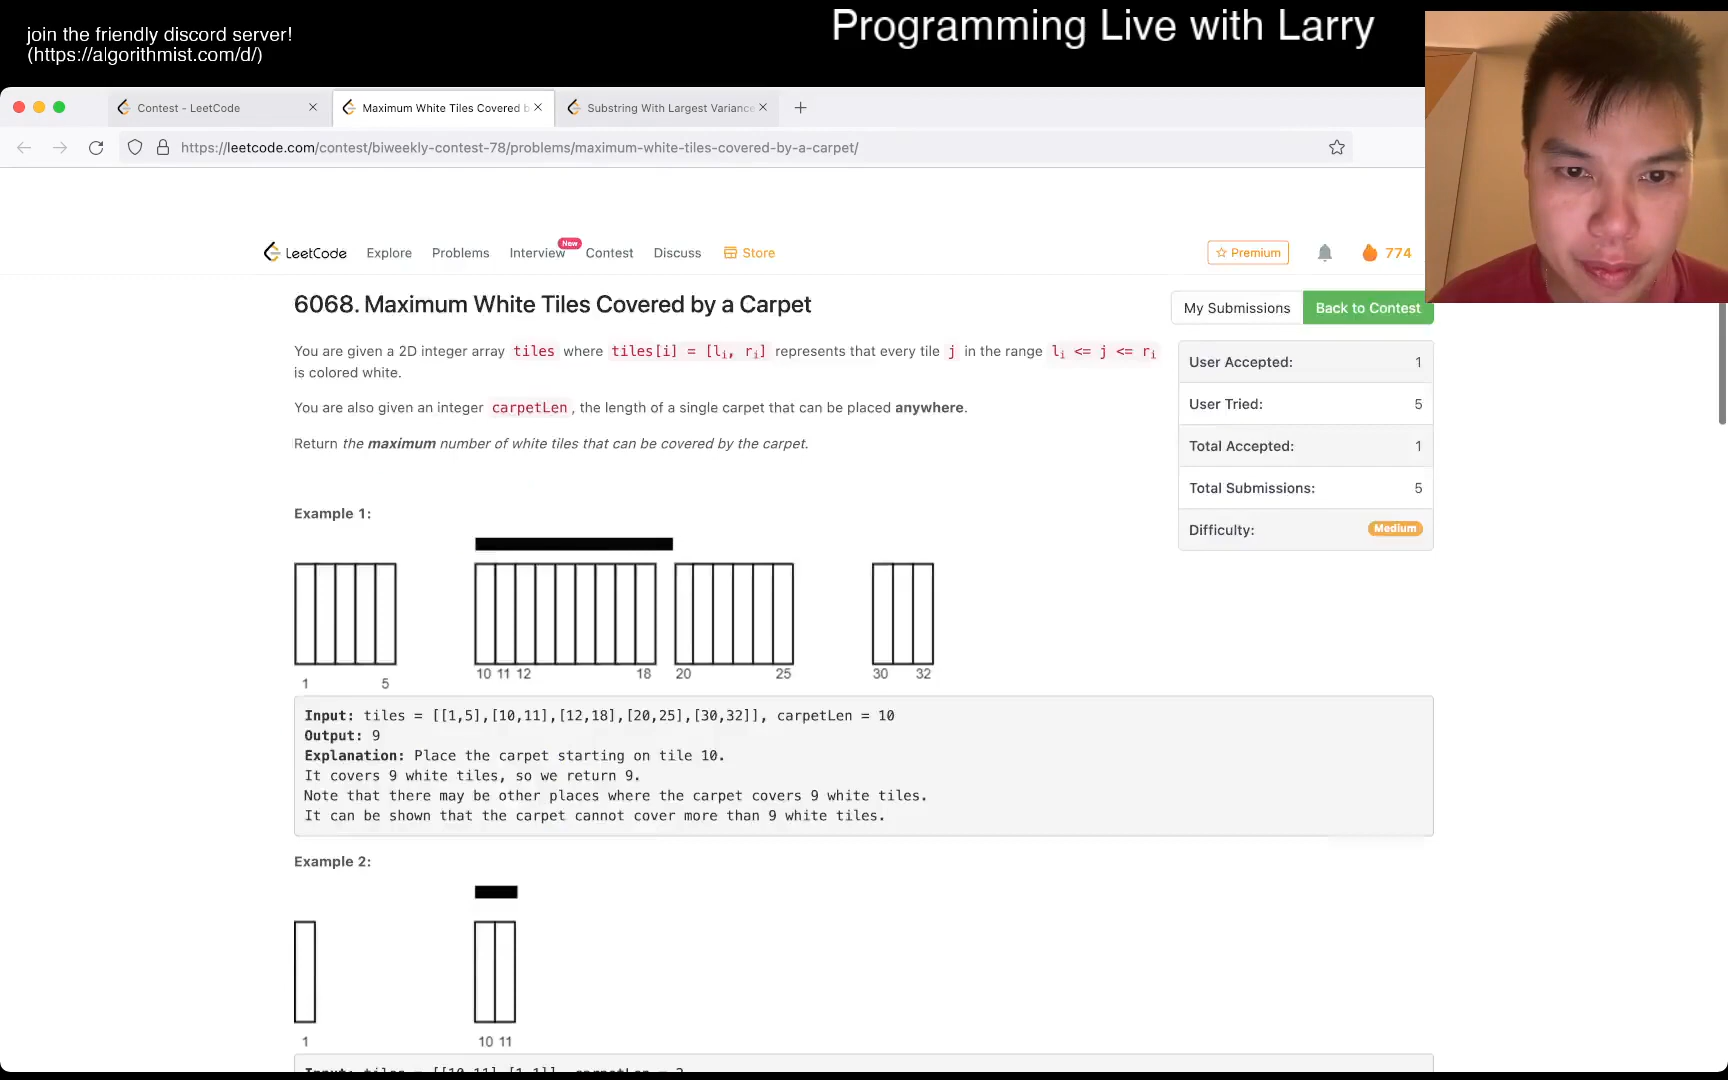 join the friendly discord server!
(https://algorithmist.com/d/)
Programming Live with Larry
Contest - LeetCode
Maximum White Tiles Covered b
Substring With Largest Variance
https://leetcode.com/contest/biweekly-contest-78/problems/maximum-white-tiles-covered-by-a-carpet/
LeetCode Explore Problems Interview New Contest Discuss Store Premium 774
6068. Maximum White Tiles Covered by a Carpet
My Submissions Back to Contest
You are given a 2D integer array tiles where tiles[i] = [li, ri] represents that every tile j in the range li <= j <= ri
is colored white.
You are also given an integer carpetLen, the length of a single carpet that can be placed anywhere.
Return the maximum number of white tiles that can be covered by the carpet.
User Accepted: 1
User Tried: 5
Total Accepted: 1
Total Submissions: 5
Difficulty: Medium
Example 1:
1 5 10 11 12 18 20 25 30 32
Input: tiles = [[1,5],[10,11],[12,18],[20,25],[30,32]], carpetLen = 10
Output: 9
Explanation: Place the carpet starting on tile 10.
It covers 9 white tiles, so we return 9.
Note that there may be other places where the carpet covers 9 white tiles.
It can be shown that the carpet cannot cover more than 9 white tiles.
Example 2:
1 10 11